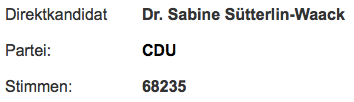 Direktkandidat Dr. Sabine Sütterlin-Waack
Partei: CDU
Stimmen: 68235